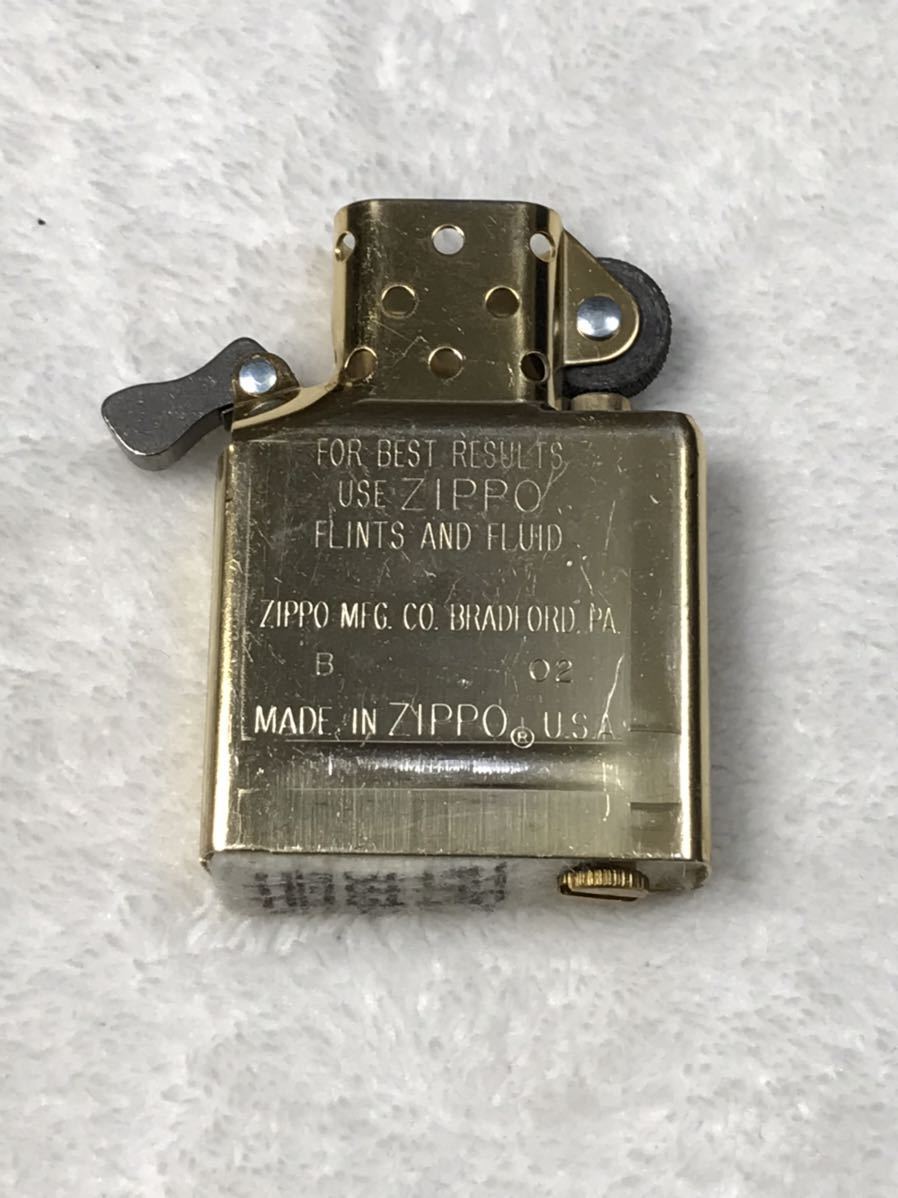 FOR BEST RESULTS
USE ZIPPO
FLINTS AND FLUID
ZIPPO MFG. CO. BRADFORD, PA.
B 02
MADE IN ZIPPO® U.S.A.